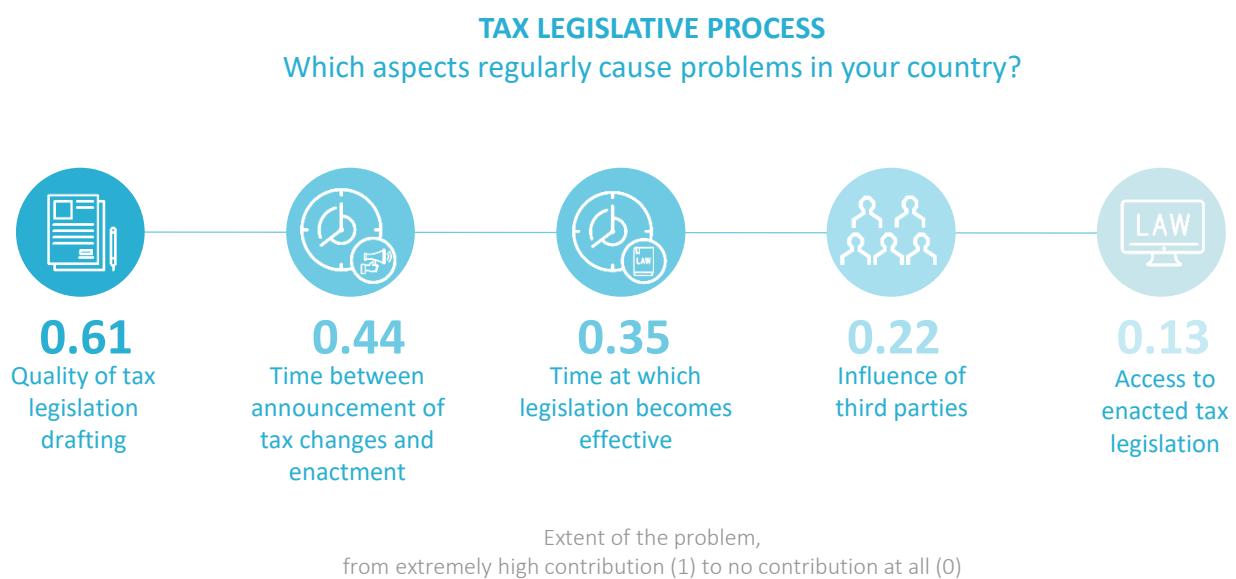 TAX LEGISLATIVE PROCESS
Which aspects regularly cause problems in your country?
LAW
LAW
0.61
Quality of tax
legislation
drafting
0.44
Time between
announcement of
tax changes and
enactment
0.35
Time at which
legislation becomes
effective
0.22
Influence of
third parties
0.13
Access to
enacted tax
legislation
Extent of the problem,
from extremely high contribution (1) to no contribution at all (0)